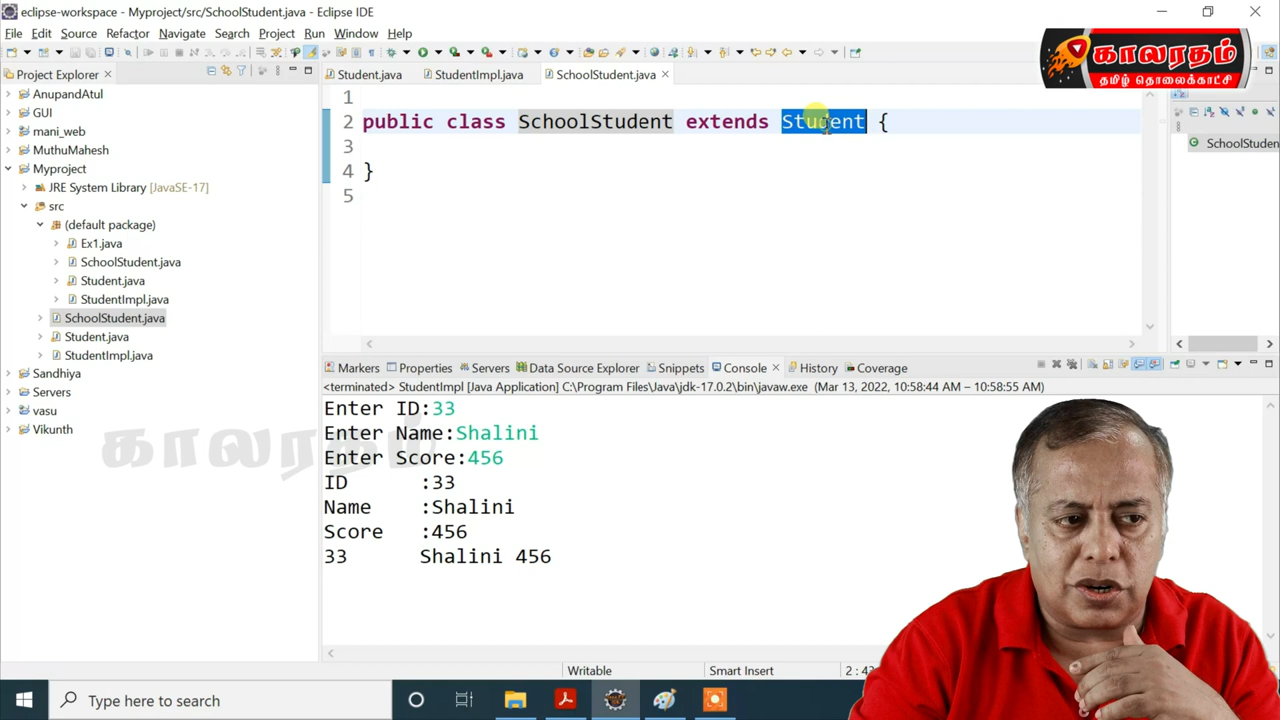 eclipse-workspace - Myproject/src/SchoolStudent.java - Eclipse IDE
File Edit Source Refactor Navigate Search Project Run Window Help
காலரதம்
தமிழ் தொலைக்காட்சி
Project Explorer
Student.java
StudentImpl.java
SchoolStudent.java
AnupandAtul
GUI
mani_web
MuthuMahesh
Myproject
JRE System Library [JavaSE-17]
src
(default package)
Ex1.java
SchoolStudent.java
Student.java
StudentImpl.java
SchoolStudent.java
Student.java
StudentImpl.java
Sandhiya
Servers
vasu
Vikunth
1
2 public class SchoolStudent extends Student {
3
4 }
5
SchoolStuden
Markers Properties Servers Data Source Explorer Snippets Console History Coverage
<terminated> StudentImpl [Java Application] C:\Program Files\Java\jdk-17.0.2\bin\javaw.exe (Mar 13, 2022, 10:58:44 AM – 10:58:55 AM)
Enter ID:33
Enter Name:Shalini
Enter Score:456
ID :33
Name :Shalini
Score :456
33 Shalini 456
காலரதம்
Writable
Smart Insert
Type here to search